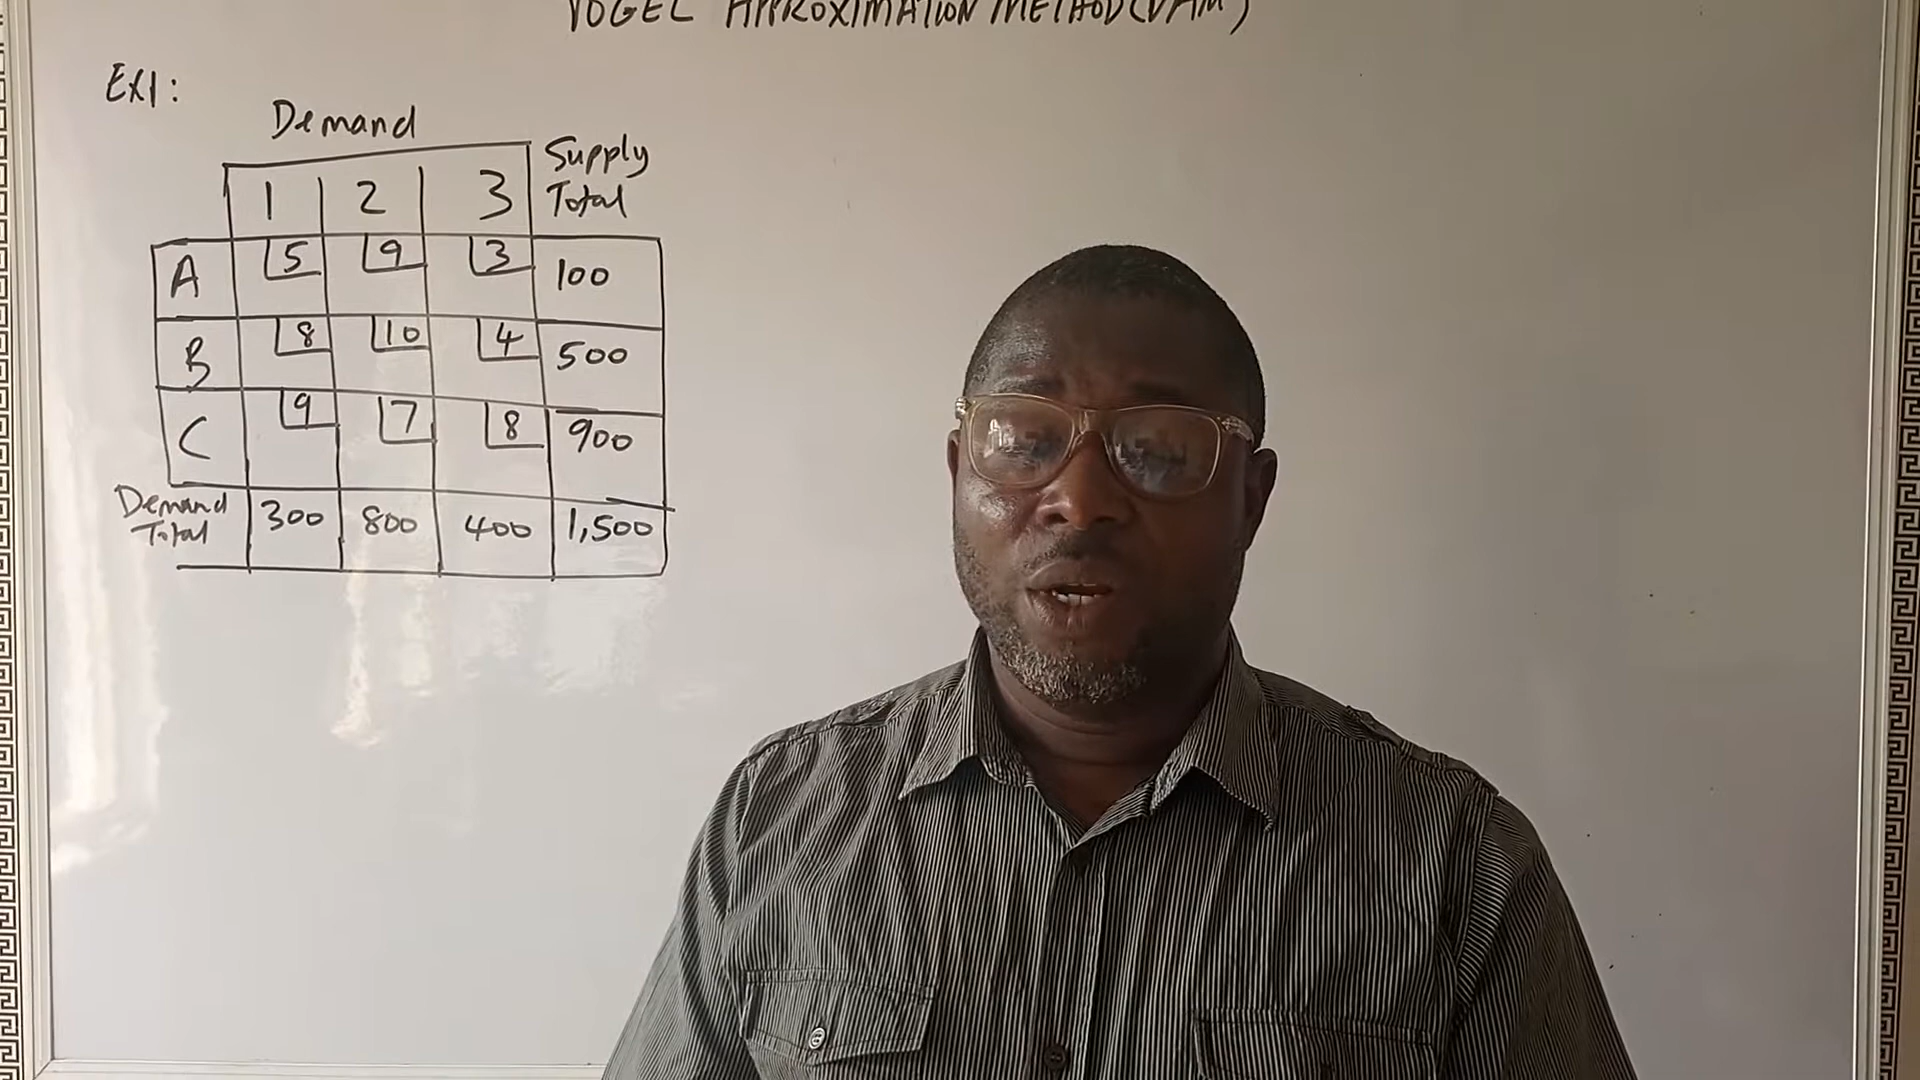 VOGEL APPROXIMATION METHOD (VAM)
EX1:
Demand
Supply Total
1 2 3
A 5 9 3 100
B 8 10 4 500
C 9 7 8 900
Demand Total 300 800 400 1,500